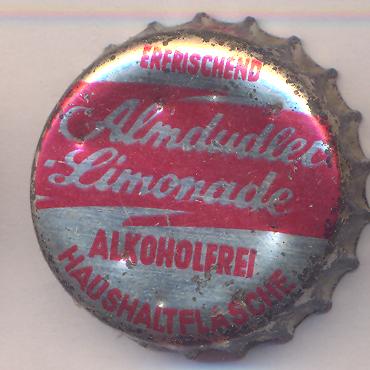 ERFRISCHEND
Almdudler
-Limonade
ALKOHOLFREI
HAUSHALTFLASCHE